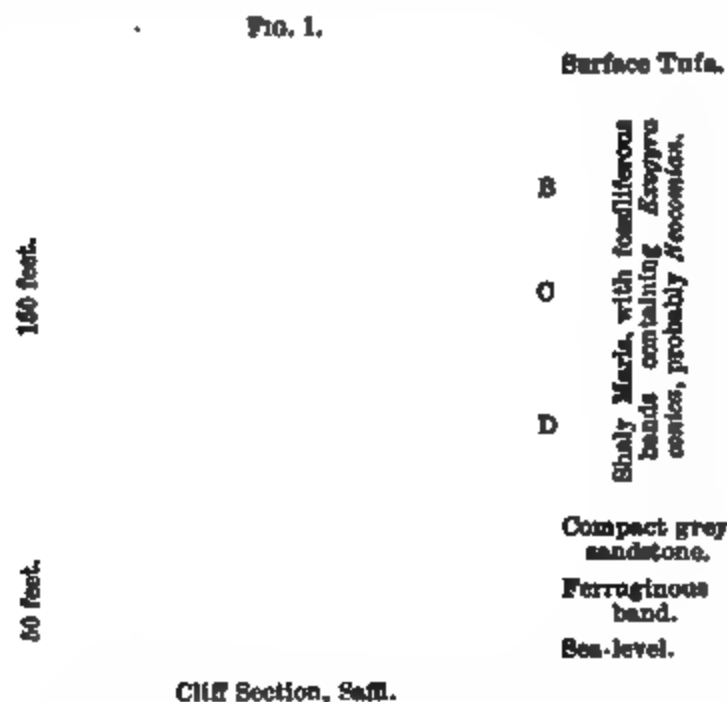 FIG. 1.
Surface Tufa.
B
C
D
Shaly Marls, with fossiliferous
bands containing Exogyra
conica, probably Neocomian.
150 feet.
Compact grey
sandstone.
Ferruginous
band.
50 feet.
Sea-level.
Cliff Section, Saffi.